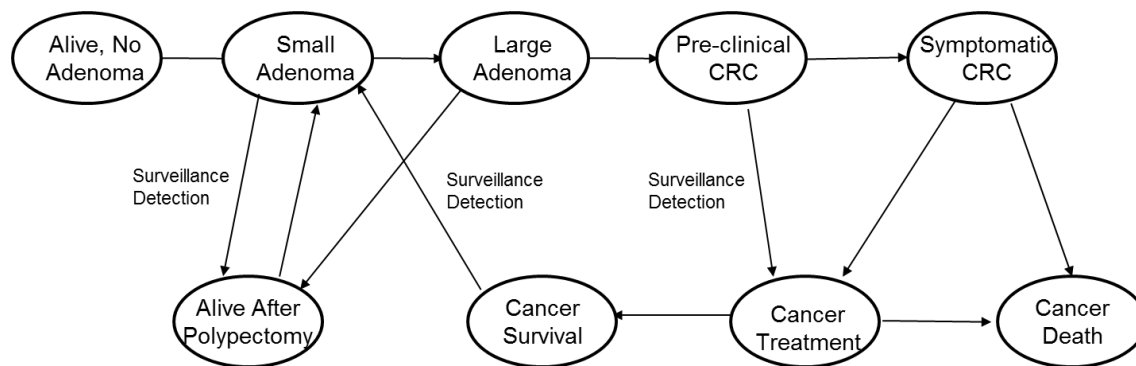 Alive, No
Adenoma
Small
Adenoma
Large
Adenoma
Pre-clinical
CRC
Symptomatic
CRC
Surveillance
Detection
Surveillance
Detection
Surveillance
Detection
Alive After
Polypectomy
Cancer
Survival
Cancer
Treatment
Cancer
Death